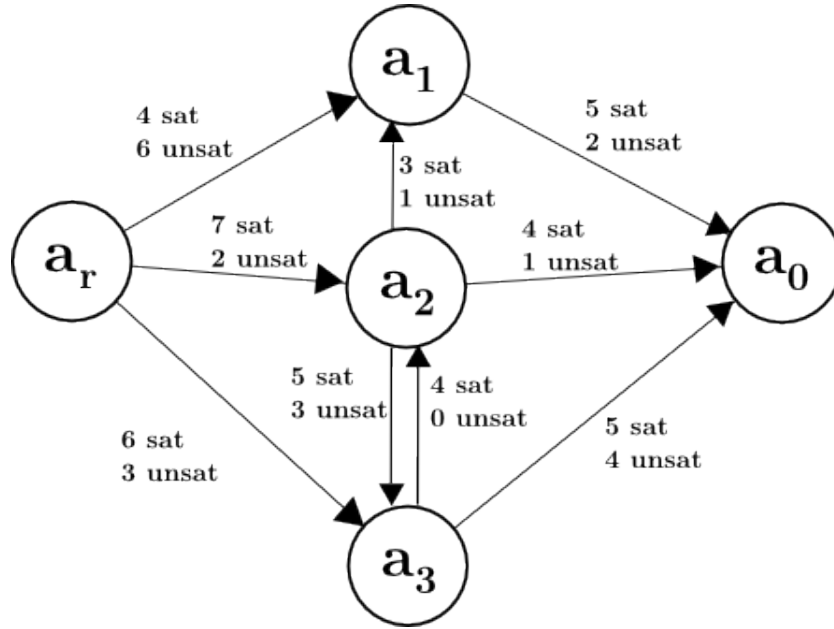 a1
4 sat
6 unsat
5 sat
2 unsat
3 sat
1 unsat
7 sat
2 unsat
4 sat
1 unsat
ar
a2
a0
5 sat
3 unsat
4 sat
0 unsat
6 sat
3 unsat
5 sat
4 unsat
a3